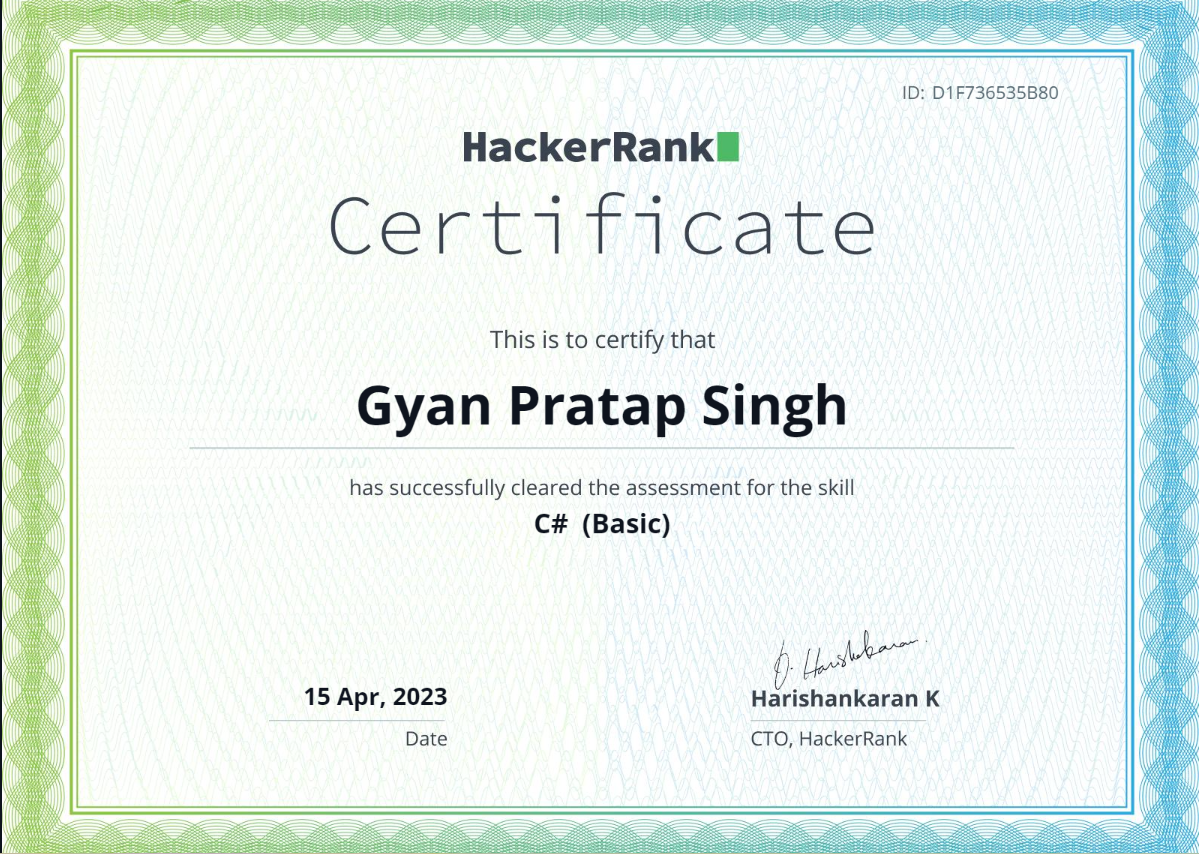 ID: D1F736535B80
HackerRank
Certificate
This is to certify that
Gyan Pratap Singh
has successfully cleared the assessment for the skill
C# (Basic)
15 Apr, 2023
Date
Harishankaran K
CTO, HackerRank